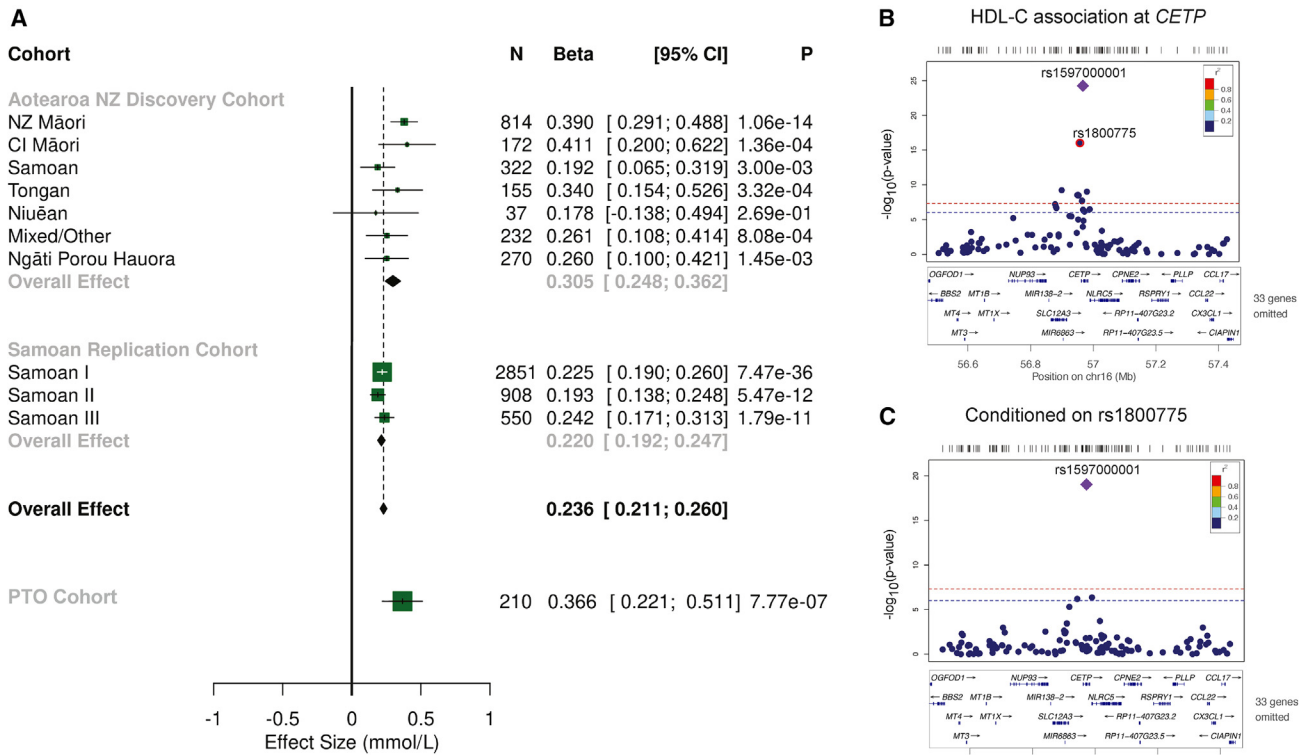 A
Cohort N Beta [95% CI] P
Aotearoa NZ Discovery Cohort
NZ Māori 814 0.390 [ 0.291; 0.488] 1.06e-14
CI Māori 172 0.411 [ 0.200; 0.622] 1.36e-04
Samoan 322 0.192 [ 0.065; 0.319] 3.00e-03
Tongan 155 0.340 [ 0.154; 0.526] 3.32e-04
Niuēan 37 0.178 [-0.138; 0.494] 2.69e-01
Mixed/Other 232 0.261 [ 0.108; 0.414] 8.08e-04
Ngāti Porou Hauora 270 0.260 [ 0.100; 0.421] 1.45e-03
Overall Effect 0.305 [ 0.248; 0.362]
Samoan Replication Cohort
Samoan I 2851 0.225 [ 0.190; 0.260] 7.47e-36
Samoan II 908 0.193 [ 0.138; 0.248] 5.47e-12
Samoan III 550 0.242 [ 0.171; 0.313] 1.79e-11
Overall Effect 0.220 [ 0.192; 0.247]
Overall Effect 0.236 [ 0.211; 0.260]
PTO Cohort 210 0.366 [ 0.221; 0.511] 7.77e-07
-1 0 0.5 1
Effect Size (mmol/L)
B
HDL-C association at CETP
rs1597000001
rs1800775
r²
0.8
0.6
0.4
0.2
-log10(p-value)
25
20
15
10
5
0
OGFOD1→ NUP93→ CETP→ CPNE2→ ←PLLP CCL17→
←BBS2 MT1B→ MIR138−2→ ←NLRC5 RSPRY1→ CCL22→
MT4→ MT1X→ SLC12A3→ ←RP11−407G23.2 CX3CL1→
MT3→ MIR6863→ RP11−407G23.5→ ←CIAPIN1
33 genes
omitted
56.6 56.8 57 57.2 57.4
Position on chr16 (Mb)
C
Conditioned on rs1800775
rs1597000001
r²
0.8
0.6
0.4
0.2
-log10(p-value)
20
15
10
5
0
OGFOD1→ NUP93→ CETP→ CPNE2→ ←PLLP CCL17→
←BBS2 MT1B→ MIR138−2→ ←NLRC5 RSPRY1→ CCL22→
MT4→ MT1X→ SLC12A3→ ←RP11−407G23.2 CX3CL1→
MT3→ MIR6863→ RP11−407G23.5→ ←CIAPIN1
33 genes
omitted